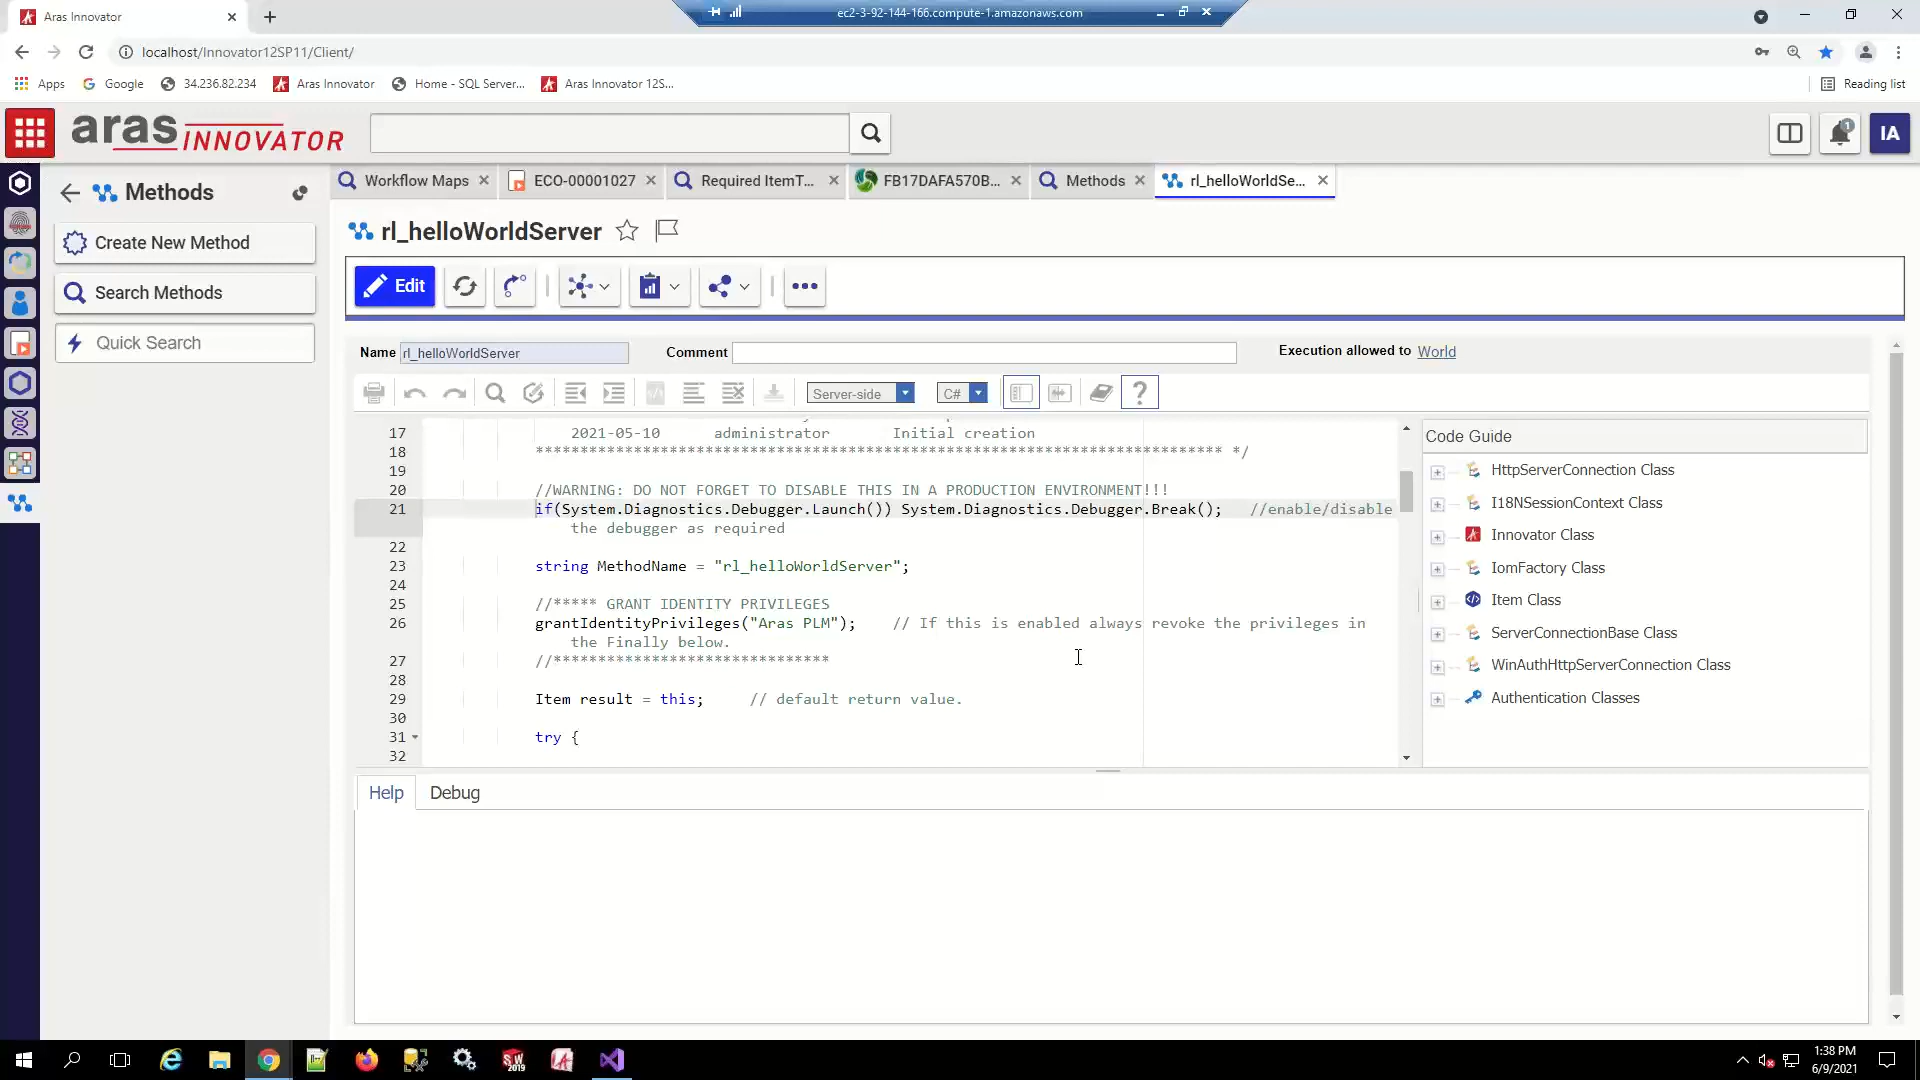 Aras Innovator
ec2-3-92-144-166.compute-1.amazonaws.com
localhost/Innovator12SP11/Client/
Apps
Google
34.236.82.234
Aras Innovator
Home - SQL Server...
Aras Innovator 12S...
Reading list
aras INNOVATOR
1
IA
Methods
Create New Method
Search Methods
Quick Search
Workflow Maps
ECO-00001027
Required ItemT...
FB17DAFA570B...
Methods
rl_helloWorldSe...
rl_helloWorldServer
Edit
Name rl_helloWorldServer
Comment
Execution allowed to World
Server-side
C#
?
17 2021-05-10 administrator Initial creation
18 ***************************************************************************** */
19
20 //WARNING: DO NOT FORGET TO DISABLE THIS IN A PRODUCTION ENVIRONMENT!!!
21 if(System.Diagnostics.Debugger.Launch()) System.Diagnostics.Debugger.Break(); //enable/disable
the debugger as required
22
23 string MethodName = "rl_helloWorldServer";
24
25 //***** GRANT IDENTITY PRIVILEGES
26 grantIdentityPrivileges("Aras PLM"); // If this is enabled always revoke the privileges in
the Finally below.
27 //*******************************
28
29 Item result = this; // default return value.
30
31 try {
32
Code Guide
HttpServerConnection Class
I18NSessionContext Class
Innovator Class
IomFactory Class
Item Class
ServerConnectionBase Class
WinAuthHttpServerConnection Class
Authentication Classes
Help
Debug
SW
2019
1:38 PM
6/9/2021